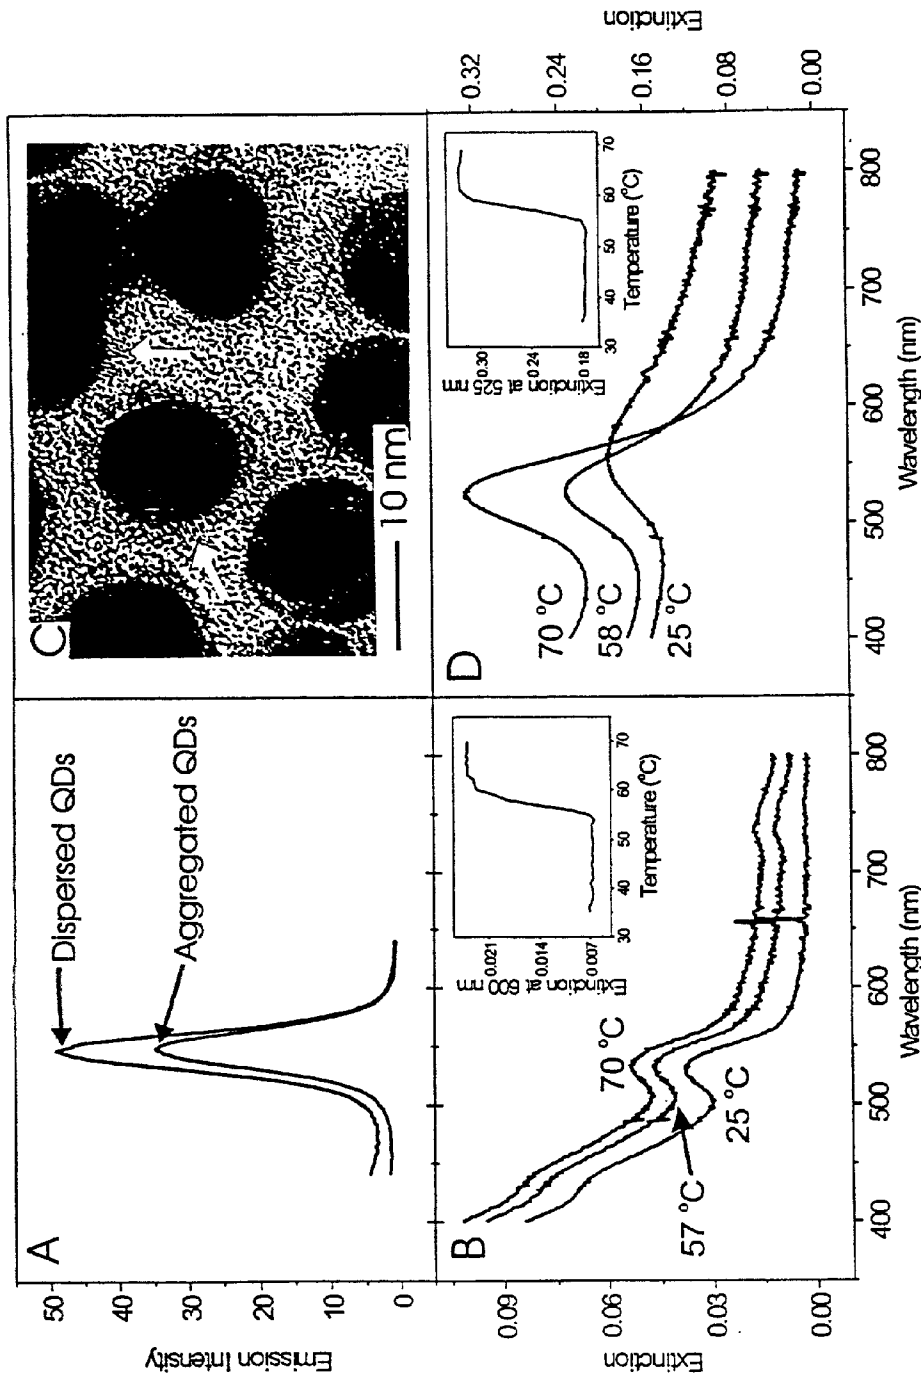 A
Dispersed QDs
Aggregated QDs
50
40
30
20
10
0
Emission Intensity
C
10 nm
B
70 °C
57 °C
25 °C
0.09
0.06
0.03
0.00
Extinction
400
500
600
700
800
Wavelength (nm)
Extinction at 600 nm
0.021
0.014
0.007
30
40
50
60
70
Temperature (°C)
D
70 °C
58 °C
25 °C
0.32
0.24
0.16
0.08
0.00
Extinction
400
500
600
700
800
Wavelength (nm)
Extinction at 525 nm
0.30
0.24
0.18
30
40
50
60
70
Temperature (°C)